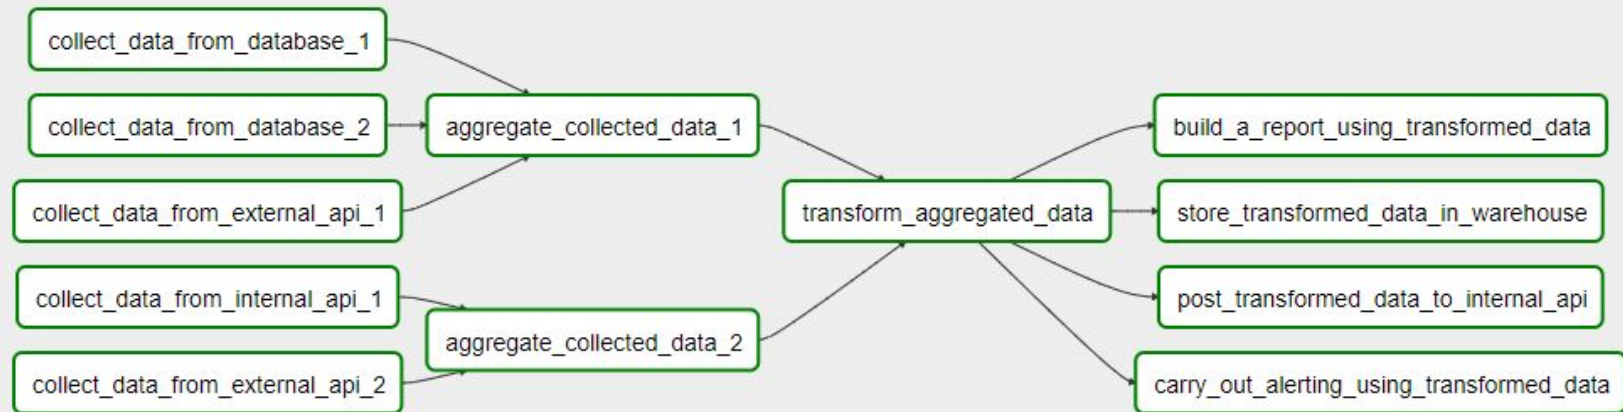 collect_data_from_database_1
collect_data_from_database_2
collect_data_from_external_api_1
collect_data_from_internal_api_1
collect_data_from_external_api_2
aggregate_collected_data_1
aggregate_collected_data_2
transform_aggregated_data
build_a_report_using_transformed_data
store_transformed_data_in_warehouse
post_transformed_data_to_internal_api
carry_out_alerting_using_transformed_data